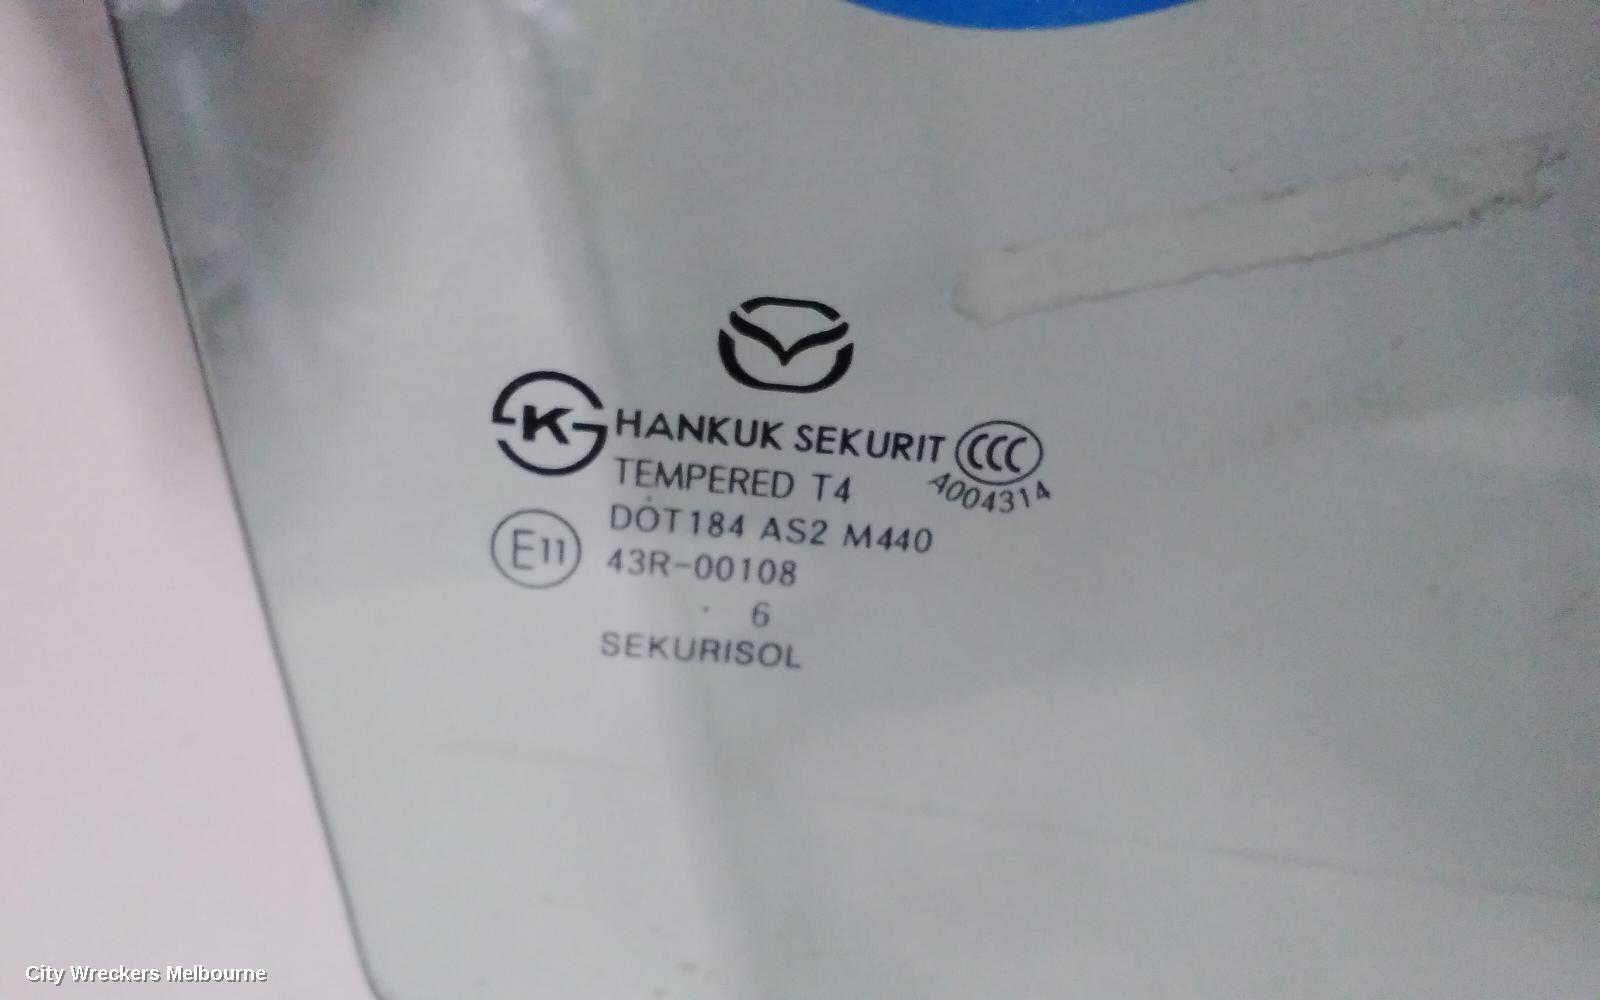 K
HANKUK SEKURIT CCC
TEMPERED T4
A004314
DOT184 AS2 M440
E11
43R-00108
. 6
SEKURISOL
City Wreckers Melbourne